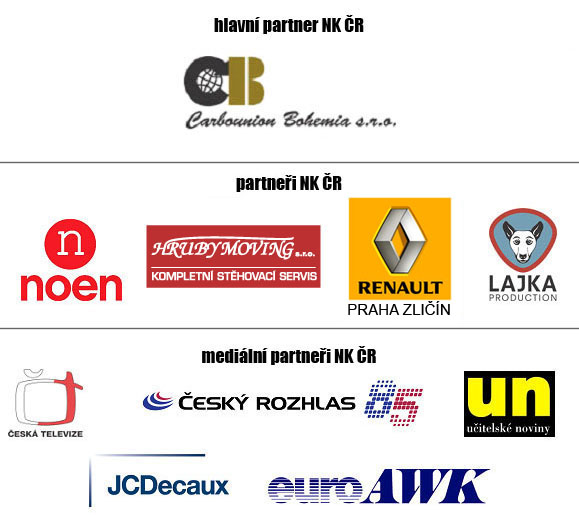 hlavní partner NK ČR
CB
Carbounion Bohemia s.r.o.
partneři NK ČR
n
noen
HRUBY MOVING s.r.o.
KOMPLETNÍ STĚHOVACÍ SERVIS
RENAULT
PRAHA ZLIČÍN
LAJKA
PRODUCTION
mediální partneři NK ČR
ČESKÁ TELEVIZE
ČESKÝ ROZHLAS 85
un
učitelské noviny
JCDecaux
euroAWK